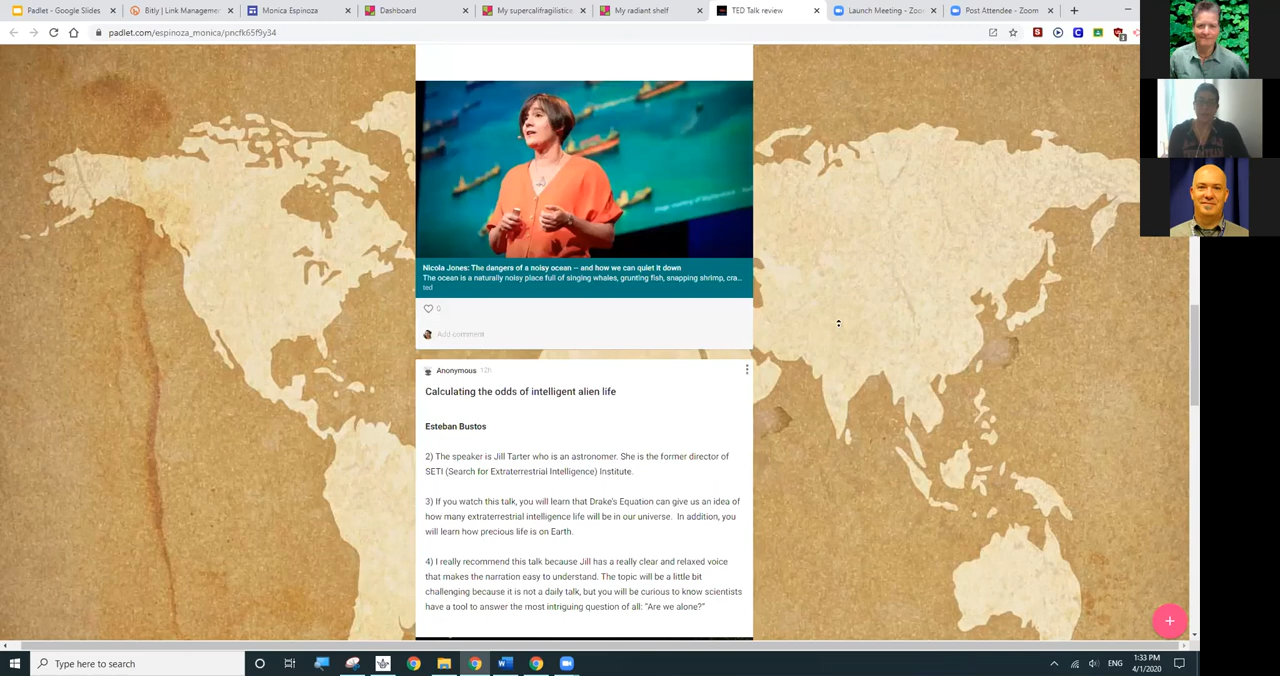 Padlet - Google Slides
Bitly | Link Manageme
Monica Espinoza
Dashboard
My supercalifragilistice
My radiant shelf
TED Talk review
Launch Meeting - Zoo
Post Attendee - Zoom
padlet.com/espinoza_monica/pncfk65f9y34
Nicola Jones: The dangers of a noisy ocean – and how we can quiet it down
The ocean is a naturally noisy place full of singing whales, grunting fish, snapping shrimp, cra...
ted
0
Add comment
Anonymous 12h
Calculating the odds of intelligent alien life
Esteban Bustos
2) The speaker is Jill Tarter who is an astronomer. She is the former director of
SETI (Search for Extraterrestrial Intelligence) Institute.
3) If you watch this talk, you will learn that Drake's Equation can give us an idea of
how many extraterrestrial intelligence life will be in our universe. In addition, you
will learn how precious life is on Earth.
4) I really recommend this talk because Jill has a really clear and relaxed voice
that makes the narration easy to understand. The topic will be a little bit
challenging because it is not a daily talk, but you will be curious to know scientists
have a tool to answer the most intriguing question of all: “Are we alone?”
Type here to search
ENG
1:33 PM
4/1/2020